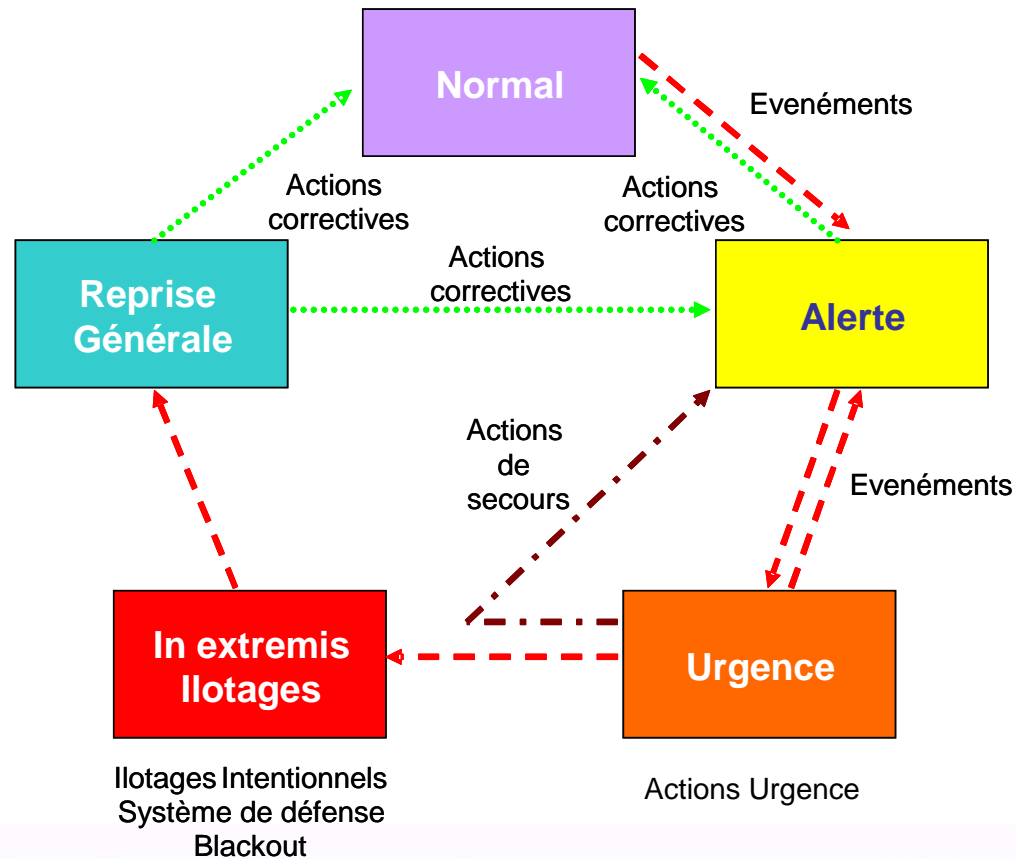 Normal
Evenéments
Actions
correctives
Actions
correctives
Actions
correctives
Reprise
Générale
Alerte
Actions
de
secours
Evenéments
In extremis
Ilotages
Urgence
Ilotages Intentionnels
Système de défense
Blackout
Actions Urgence